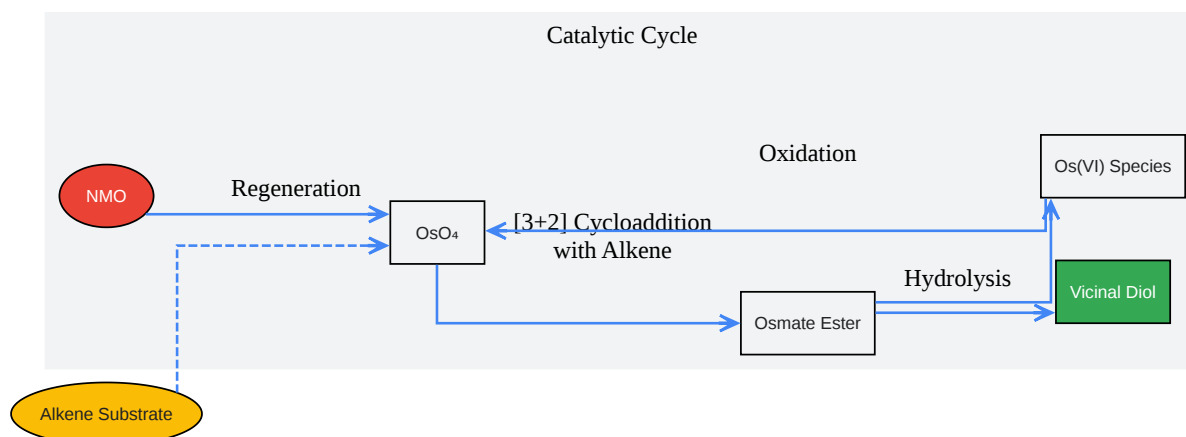 Catalytic Cycle
Oxidation
Os(VI) Species
NMO
Regeneration
OsO₄
[3+2] Cycloaddition
with Alkene
Hydrolysis
Vicinal Diol
Osmate Ester
Alkene Substrate